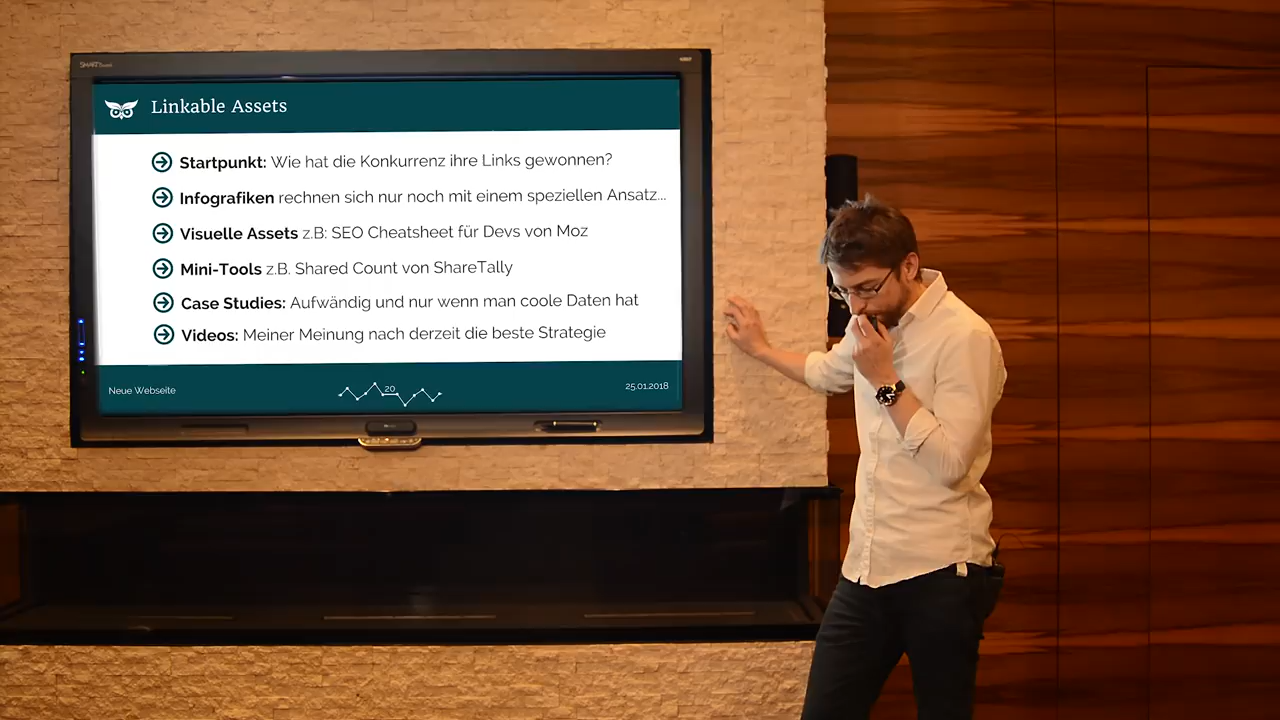 SMART Board
Linkable Assets
Startpunkt: Wie hat die Konkurrenz ihre Links gewonnen?
Infografiken rechnen sich nur noch mit einem speziellen Ansatz...
Visuelle Assets z.B: SEO Cheatsheet für Devs von Moz
Mini-Tools z.B. Shared Count von ShareTally
Case Studies: Aufwändig und nur wenn man coole Daten hat
Videos: Meiner Meinung nach derzeit die beste Strategie
Neue Webseite
20
25.01.2018